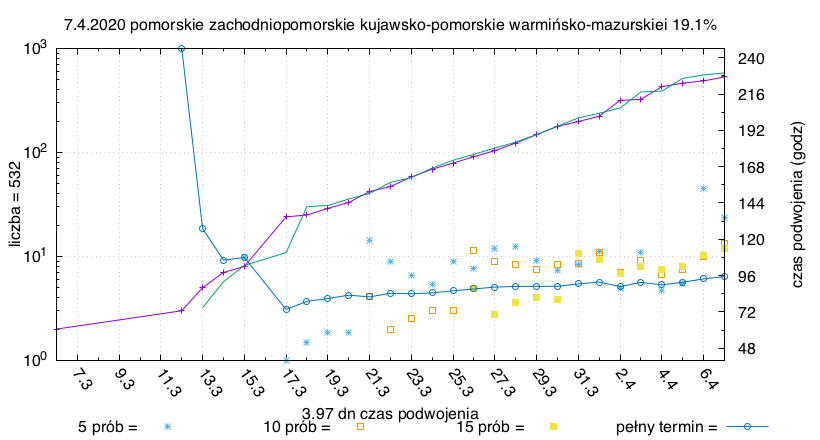 7.4.2020 pomorskie zachodniopomorskie kujawsko-pomorskie warmińsko-mazurskiei 19.1%
10³
10²
10¹
10⁰
liczba = 532
240
216
192
168
144
120
96
72
48
czas podwojenia (godz)
7.3 9.3 11.3 13.3 15.3 17.3 19.3 21.3 23.3 25.3 27.3 29.3 31.3 2.4 4.4 6.4
3.97 dn czas podwojenia
5 prób = 10 prób = 15 prób = pełny termin =